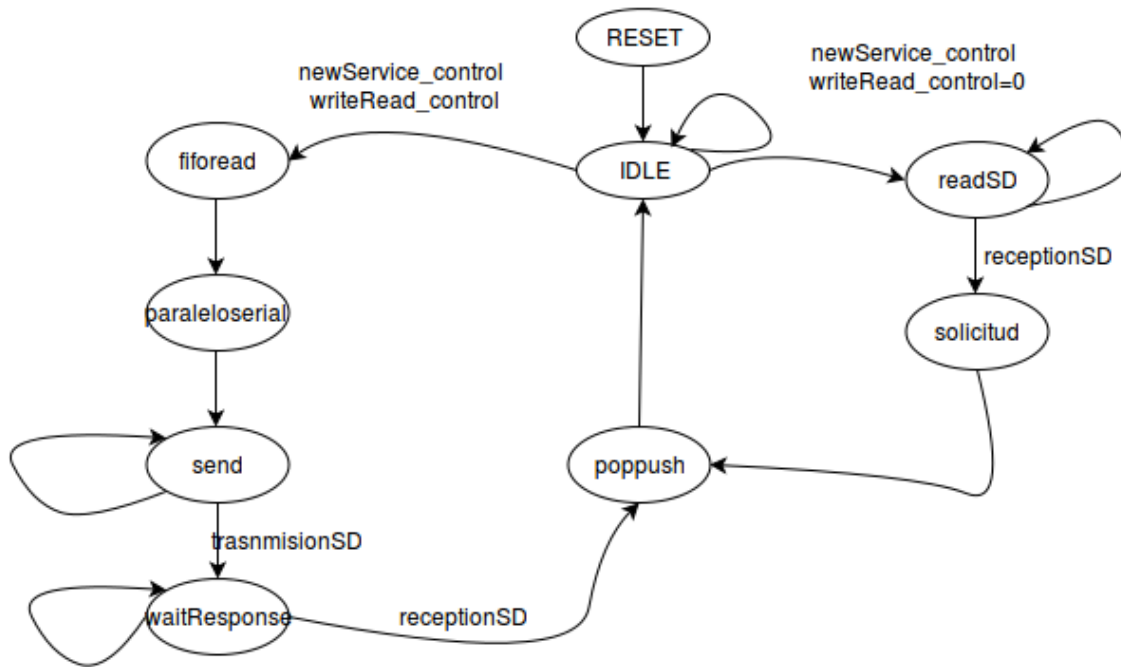 RESET
newService_control
writeRead_control
newService_control
writeRead_control=0
fiforead
IDLE
readSD
receptionSD
paraleloserial
solicitud
send
poppush
trasnmisionSD
waitResponse
receptionSD